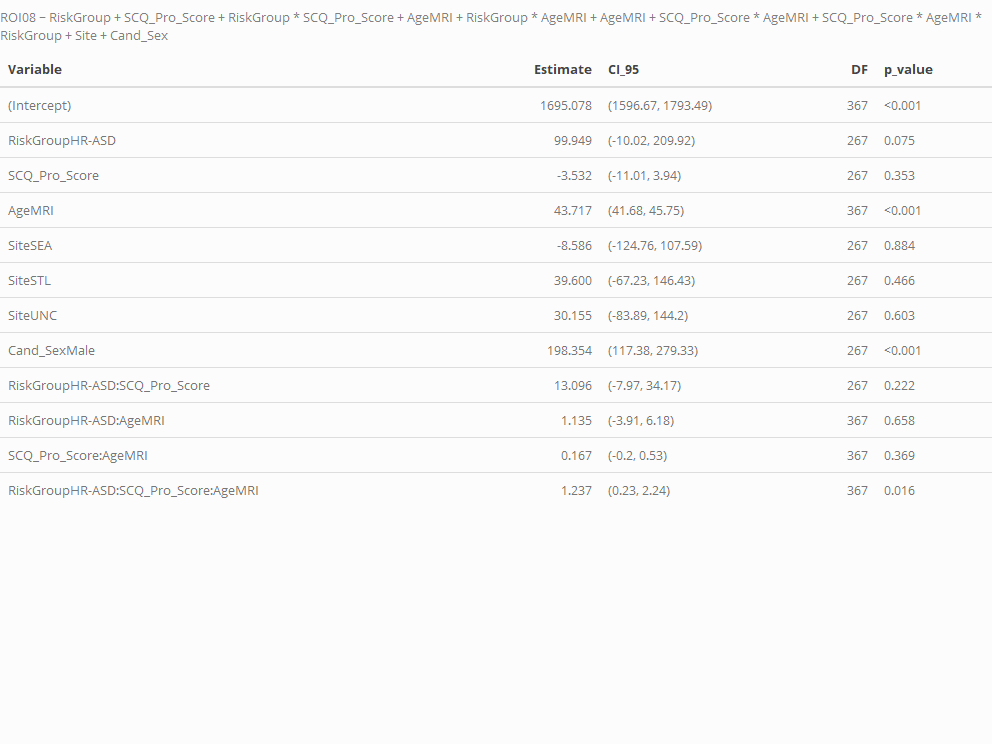 ROI08 ~ RiskGroup + SCQ_Pro_Score + RiskGroup * SCQ_Pro_Score + AgeMRI + RiskGroup * AgeMRI + AgeMRI + SCQ_Pro_Score * AgeMRI + SCQ_Pro_Score * AgeMRI *
RiskGroup + Site + Cand_Sex
Variable Estimate CI_95 DF p_value
(Intercept) 1695.078 (1596.67, 1793.49) 367 <0.001
RiskGroupHR-ASD 99.949 (-10.02, 209.92) 267 0.075
SCQ_Pro_Score -3.532 (-11.01, 3.94) 267 0.353
AgeMRI 43.717 (41.68, 45.75) 367 <0.001
SiteSEA -8.586 (-124.76, 107.59) 267 0.884
SiteSTL 39.600 (-67.23, 146.43) 267 0.466
SiteUNC 30.155 (-83.89, 144.2) 267 0.603
Cand_SexMale 198.354 (117.38, 279.33) 267 <0.001
RiskGroupHR-ASD:SCQ_Pro_Score 13.096 (-7.97, 34.17) 267 0.222
RiskGroupHR-ASD:AgeMRI 1.135 (-3.91, 6.18) 367 0.658
SCQ_Pro_Score:AgeMRI 0.167 (-0.2, 0.53) 367 0.369
RiskGroupHR-ASD:SCQ_Pro_Score:AgeMRI 1.237 (0.23, 2.24) 367 0.016